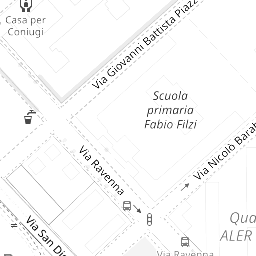 Casa per
Coniugi
Via Giovanni Battista Piazz
Scuola
primaria
Fabio Filzi
Via Nicolò Barab
Via Ravenna
Via San Di
Qua
ALER
Via Ravenna